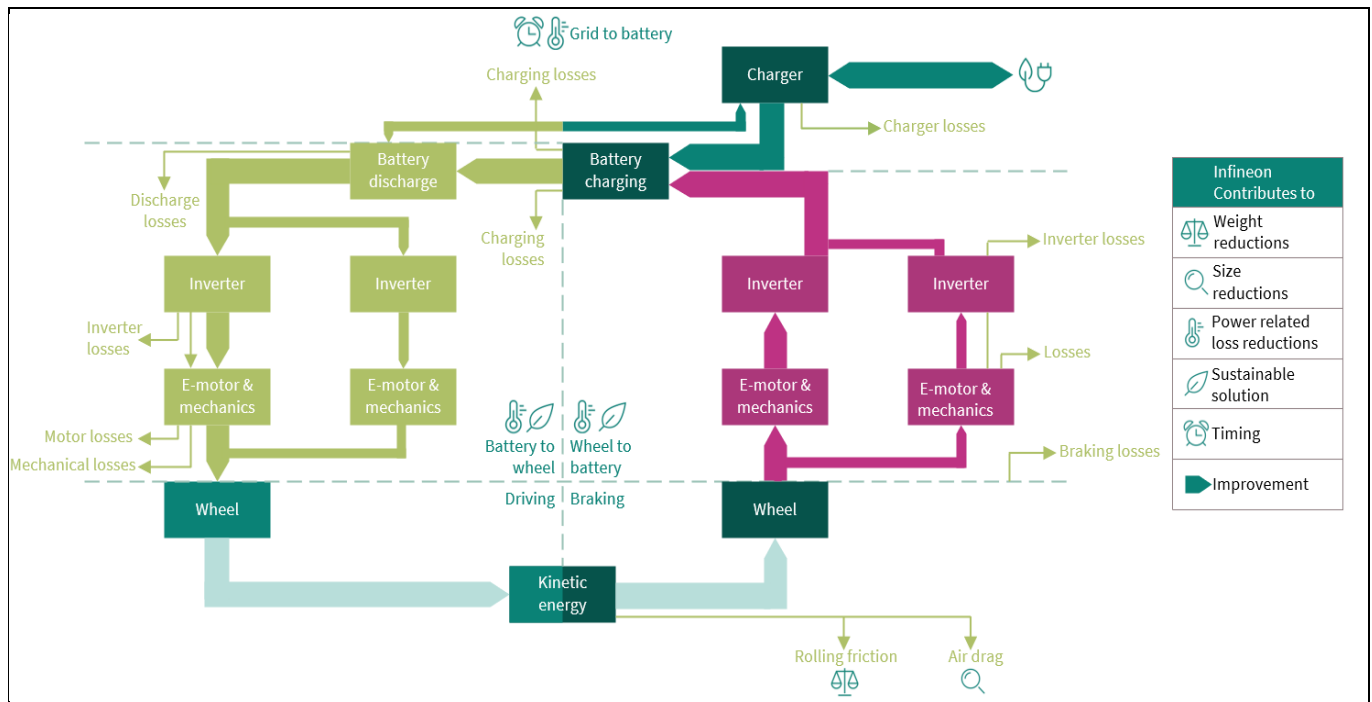 Grid to battery
Charging losses
Charger
Charger losses
Battery
discharge
Battery
charging
Discharge
losses
Charging
losses
Inverter
Inverter
Inverter
losses
E-motor &
mechanics
E-motor &
mechanics
Motor losses
Mechanical losses
Battery to
wheel
Wheel to
battery
Driving
Braking
Inverter
Inverter
Inverter losses
Losses
E-motor &
mechanics
E-motor &
mechanics
Braking losses
Wheel
Wheel
Kinetic
energy
Rolling friction
Air drag
Infineon
Contributes to
Weight
reductions
Size
reductions
Power related
loss reductions
Sustainable
solution
Timing
Improvement